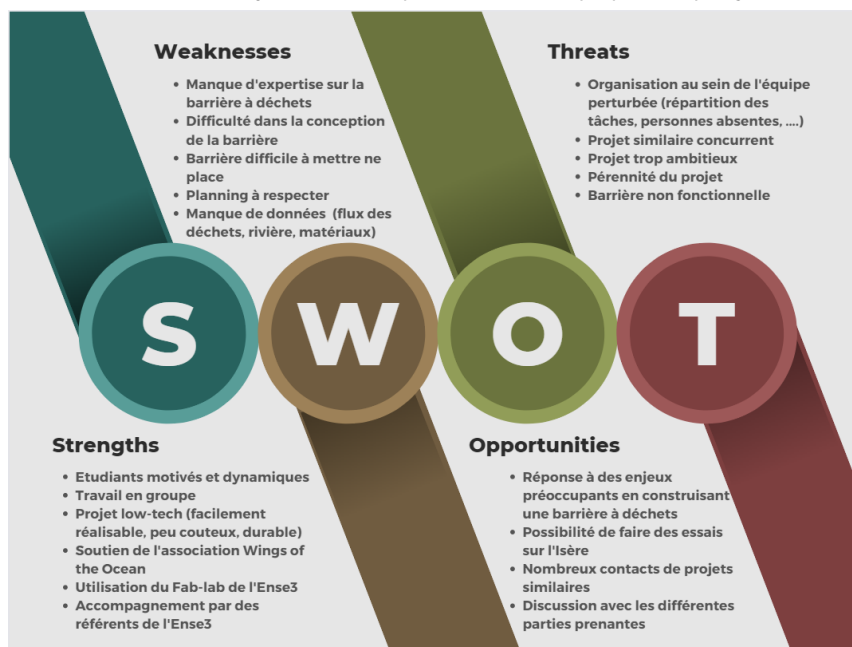 Weaknesses
• Manque d'expertise sur la
barrière à déchets
• Difficulté dans la conception
de la barrière
• Barrière difficile à mettre ne
place
• Planning à respecter
• Manque de données (flux des
déchets, rivière, matériaux)
Threats
• Organisation au sein de l'équipe
perturbée (répartition des
tâches, personnes absentes, ....)
• Projet similaire concurrent
• Projet trop ambitieux
• Pérennité du projet
• Barrière non fonctionnelle
S W O T
Strengths
• Etudiants motivés et dynamiques
• Travail en groupe
• Projet low-tech (facilement
réalisable, peu couteux, durable)
• Soutien de l'association Wings of
the Ocean
• Utilisation du Fab-lab de l'Ense3
• Accompagnement par des
référents de l'Ense3
Opportunities
• Réponse à des enjeux
préoccupants en construisant
une barrière à déchets
• Possibilité de faire des essais
sur l'Isère
• Nombreux contacts de projets
similaires
• Discussion avec les différentes
parties prenantes